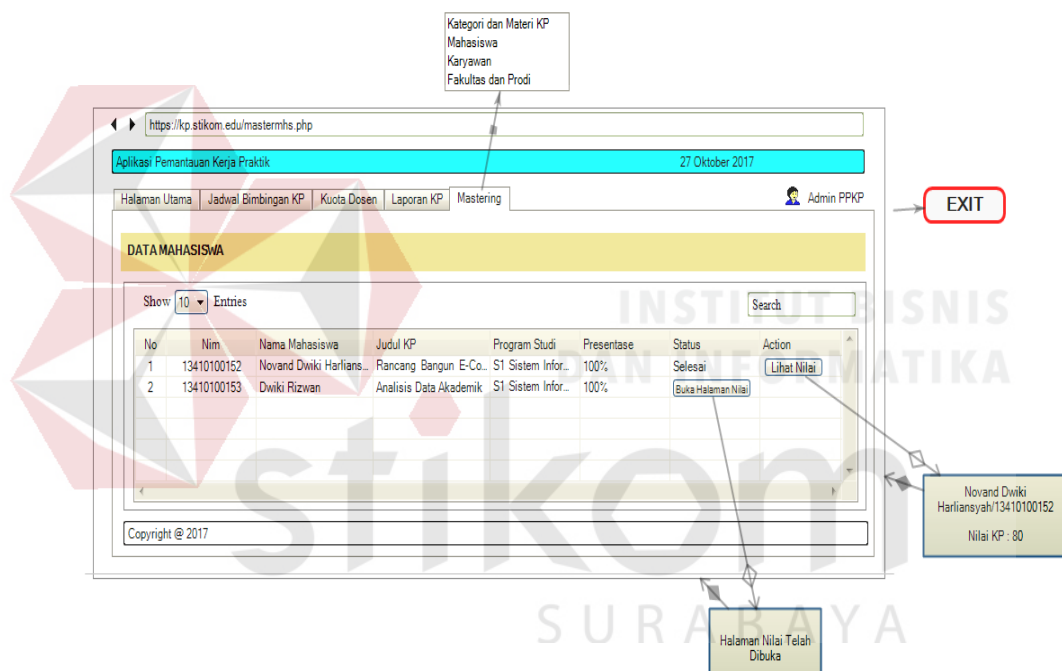 Kategori dan Materi KP
Mahasiswa
Karyawan
Fakultas dan Prodi
https://kp.stikom.edu/mastermhs.php
Aplikasi Pemantauan Kerja Praktik 27 Oktober 2017
Halaman Utama Jadwal Bimbingan KP Kuota Dosen Laporan KP Mastering Admin PPKP
EXIT
DATA MAHASISWA
Show 10 Entries Search
No Nim Nama Mahasiswa Judul KP Program Studi Presentase Status Action
1 13410100152 Novand Dwiki Harlians... Rancang Bangun E-Co... S1 Sistem Infor... 100% Selesai Lihat Nilai
2 13410100153 Dwiki Rizwan Analisis Data Akademik S1 Sistem Infor... 100% Buka Halaman Nilai
Novand Dwiki
Harliansyah/13410100152
Nilai KP : 80
Copyright @ 2017
Halaman Nilai Telah
Dibuka
INSTITUT BISNIS
DAN INFORMATIKA
stikom
SURABAYA